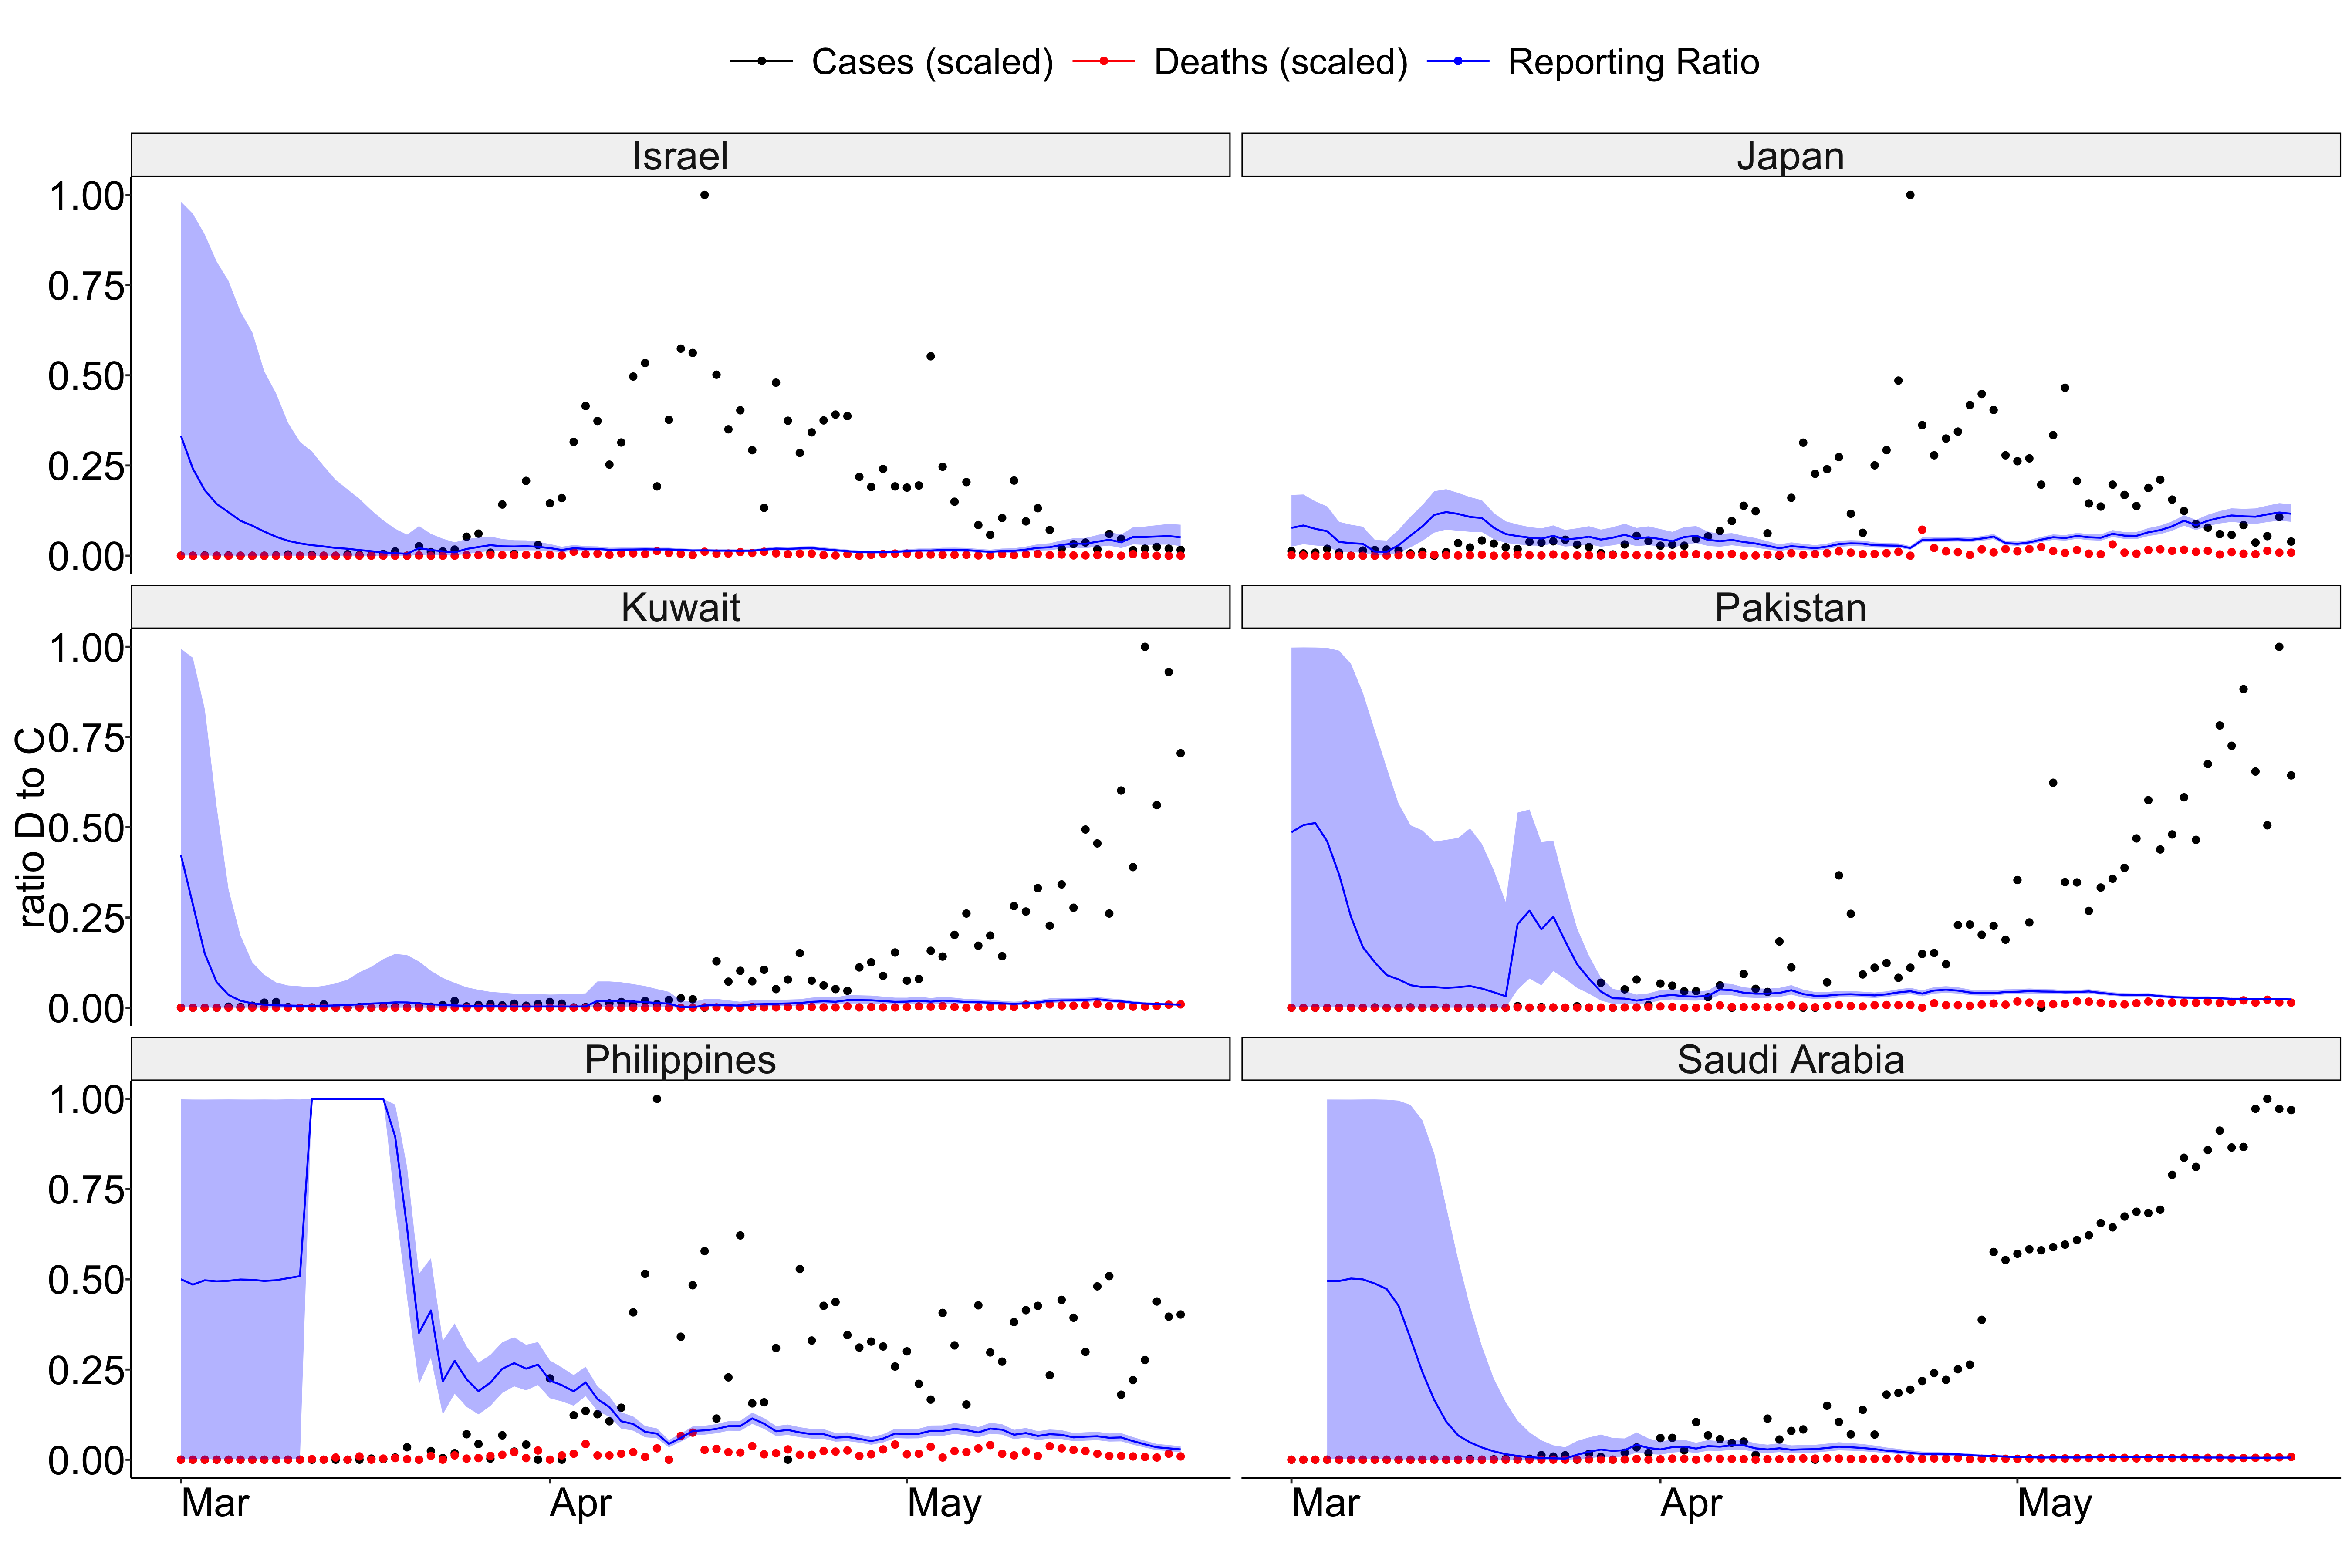 Cases (scaled) Deaths (scaled) Reporting Ratio
Israel Japan
1.00
0.75
0.50
0.25
0.00
Kuwait Pakistan
1.00
0.75
0.50
0.25
0.00
ratio D to C
Philippines Saudi Arabia
1.00
0.75
0.50
0.25
0.00
Mar Apr May Mar Apr May